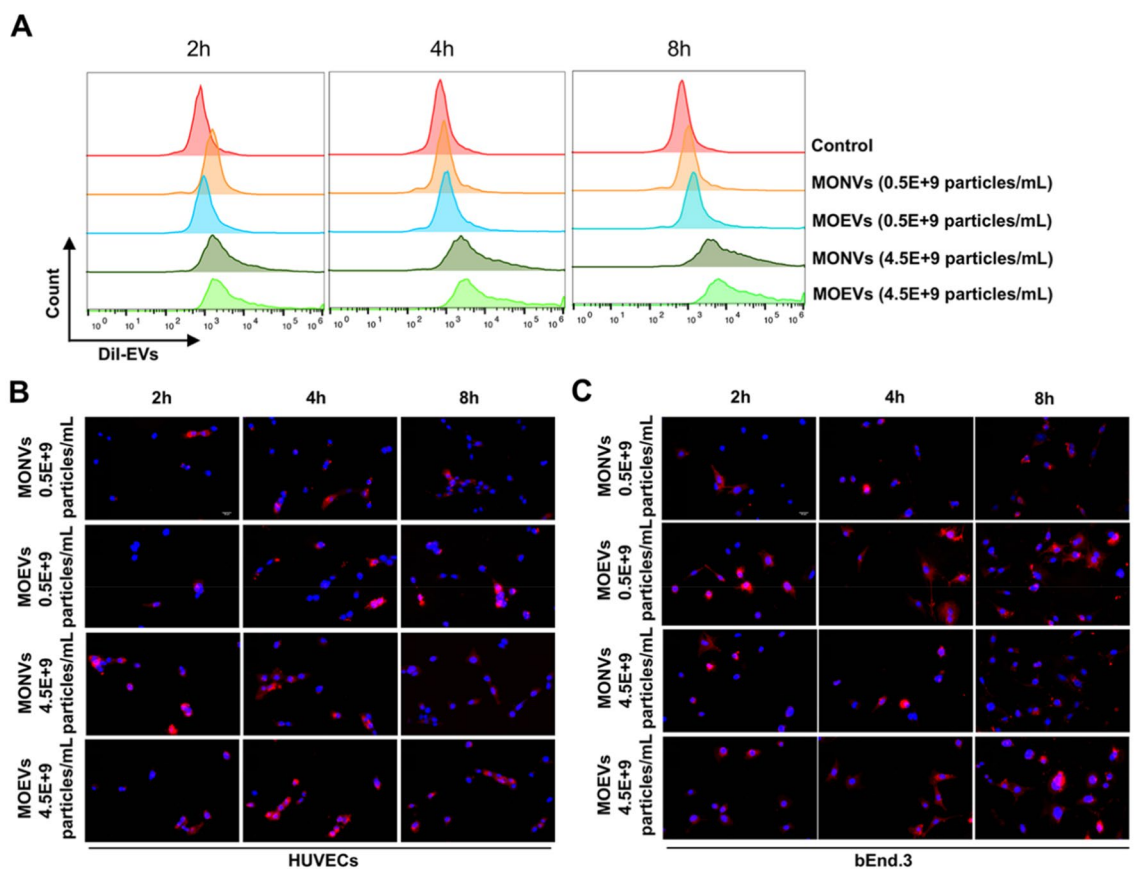 A
2h 4h 8h
Control
MONVs (0.5E+9 particles/mL)
MOEVs (0.5E+9 particles/mL)
MONVs (4.5E+9 particles/mL)
MOEVs (4.5E+9 particles/mL)
Count
10⁰ 10¹ 10² 10³ 10⁴ 10⁵ 10⁶ 10⁰ 10¹ 10² 10³ 10⁴ 10⁵ 10⁶ 10⁰ 10¹ 10² 10³ 10⁴ 10⁵ 10⁶
Dil-EVs
B
2h 4h 8h
MONVs
0.5E+9
particles/mL
MOEVs
0.5E+9
particles/mL
MONVs
4.5E+9
particles/mL
MOEVs
4.5E+9
particles/mL
HUVECs
C
2h 4h 8h
MONVs
0.5E+9
particles/mL
MOEVs
0.5E+9
particles/mL
MONVs
4.5E+9
particles/mL
MOEVs
4.5E+9
particles/mL
bEnd.3